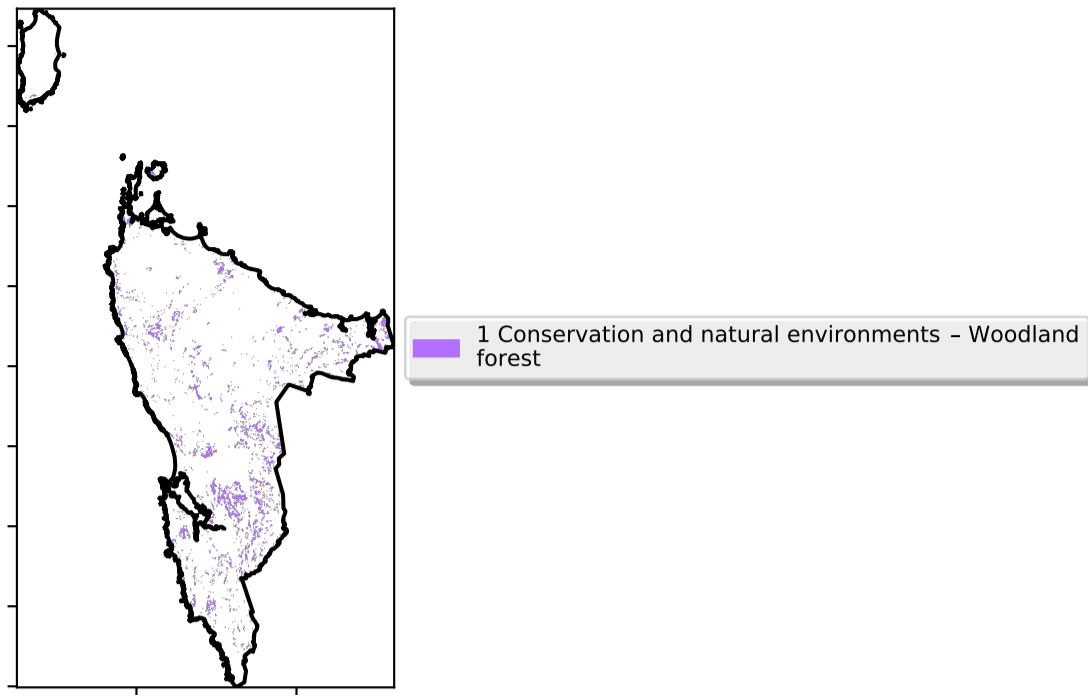 1 Conservation and natural environments – Woodland
forest